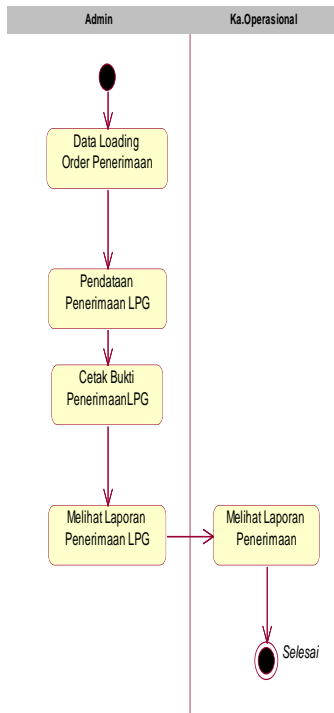 Admin
Ka.Operasional
Data Loading
Order Penerimaan
Pendataan
Penerimaan LPG
Cetak Bukti
PenerimaanLPG
Melihat Laporan
Penerimaan LPG
Melihat Laporan
Penerimaan
Selesai